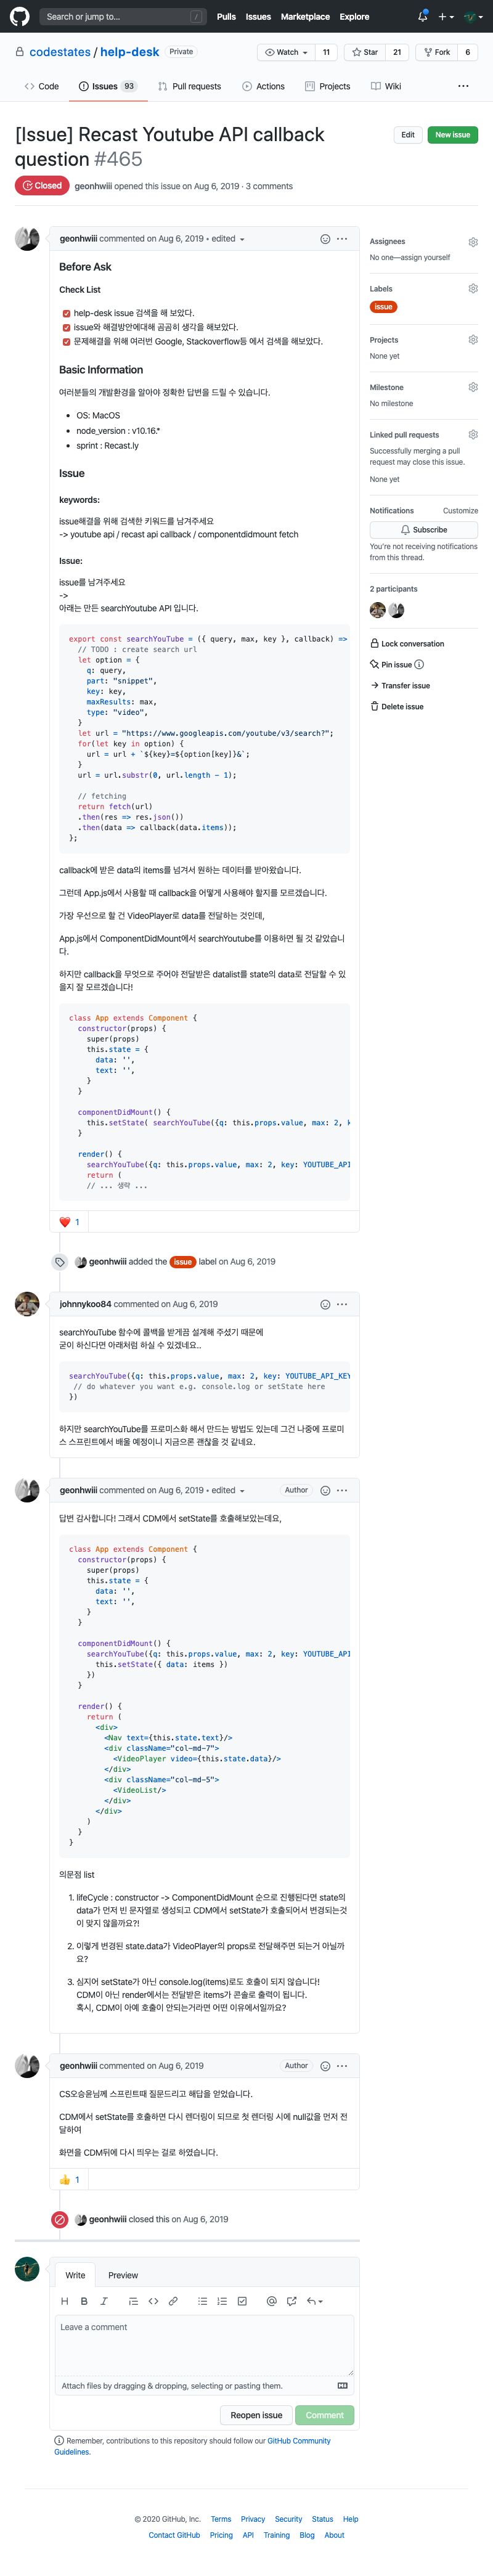 Search or jump to... /
Pulls Issues Marketplace Explore
codestates / help-desk Private
Watch 11
Star 21
Fork 6
Code
Issues 93
Pull requests
Actions
Projects
Wiki
[Issue] Recast Youtube API callback
question #465
Edit
New issue
Closed
geonhwiii opened this issue on Aug 6, 2019 · 3 comments
geonhwiii commented on Aug 6, 2019 • edited
Before Ask
Check List
help-desk issue 검색을 해 보았다.
issue와 해결방안에대해 곰곰히 생각을 해보았다.
문제해결을 위해 여러번 Google, Stackoverflow등 에서 검색을 해보았다.
Basic Information
여러분들의 개발환경을 알아야 정확한 답변을 드릴 수 있습니다.
• OS: MacOS
• node_version : v10.16.*
• sprint : Recast.ly
Issue
keywords:
issue해결을 위해 검색한 키워드를 남겨주세요
-> youtube api / recast api callback / componentdidmount fetch
Issue:
issue를 남겨주세요
->
아래는 만든 searchYoutube API 입니다.
export const searchYouTube = ({ query, max, key }, callback) =>
// TODO : create search url
let option = {
q: query,
part: "snippet",
key: key,
maxResults: max,
type: "video",
}
let url = "https://www.googleapis.com/youtube/v3/search?";
for(let key in option) {
url = url + `${key}=${option[key]}&`;
}
url = url.substr(0, url.length - 1);
// fetching
return fetch(url)
.then(res => res.json())
.then(data => callback(data.items));
};
callback에 받은 data의 items를 넘겨서 원하는 데이터를 받아왔습니다.
그런데 App.js에서 사용할 때 callback을 어떻게 사용해야 할지를 모르겠습니다.
가장 우선으로 할 건 VideoPlayer로 data를 전달하는 것인데,
App.js에서 ComponentDidMount에서 searchYoutube를 이용하면 될 것 같았습니
다.
하지만 callback을 무엇으로 주어야 전달받은 datalist를 state의 data로 전달할 수 있
을지 잘 모르겠습니다!
class App extends Component {
constructor(props) {
super(props)
this.state = {
data: '',
text: '',
}
}
componentDidMount() {
this.setState( searchYouTube({q: this.props.value, max: 2, k
}
render() {
searchYouTube({q: this.props.value, max: 2, key: YOUTUBE_API
return (
// ... 생략 ...
❤️ 1
geonhwiii added the issue label on Aug 6, 2019
johnnykoo84 commented on Aug 6, 2019
searchYouTube 함수에 콜백을 받게끔 설계해 주셨기 때문에
굳이 하신다면 아래처럼 하실 수 있겠네요..
searchYouTube({q: this.props.value, max: 2, key: YOUTUBE_API_KEY
// do whatever you want e.g. console.log or setState here
})
하지만 searchYouTube를 프로미스화 해서 만드는 방법도 있는데 그건 나중에 프로미
스 스프린트에서 배울 예정이니 지금으론 괜찮을 것 같네요.
geonhwiii commented on Aug 6, 2019 • edited
Author
답변 감사합니다! 그래서 CDM에서 setState를 호출해보았는데요,
class App extends Component {
constructor(props) {
super(props)
this.state = {
data: '',
text: '',
}
}
componentDidMount() {
searchYouTube({q: this.props.value, max: 2, key: YOUTUBE_API
this.setState({ data: items })
})
}
render() {
return (
<div>
<Nav text={this.state.text}/>
<div className="col-md-7">
<VideoPlayer video={this.state.data}/>
</div>
<div className="col-md-5">
<VideoList/>
</div>
</div>
)
}
}
의문점 list
1. lifeCycle : constructor -> ComponentDidMount 순으로 진행된다면 state의
data가 먼저 빈 문자열로 생성되고 CDM에서 setState가 호출되어서 변경되는것
이 맞지 않을까요?!
2. 이렇게 변경된 state.data가 VideoPlayer의 props로 전달해주면 되는거 아닐까
요?
3. 심지어 setState가 아닌 console.log(items)로도 호출이 되지 않습니다!
CDM이 아닌 render에서는 전달받은 items가 콘솔로 출력이 됩니다.
혹시, CDM이 아예 호출이 안되는거라면 어떤 이유에서일까요?
geonhwiii commented on Aug 6, 2019
Author
CS오승윤님께 스프린트때 질문드리고 해답을 얻었습니다.
CDM에서 setState를 호출하면 다시 렌더링이 되므로 첫 렌더링 시에 null값을 먼저 전
달하여
화면을 CDM뒤에 다시 띄우는 걸로 하였습니다.
👍 1
geonhwiii closed this on Aug 6, 2019
Write Preview
Leave a comment
Attach files by dragging & dropping, selecting or pasting them.
Reopen issue
Comment
Remember, contributions to this repository should follow our GitHub Community
Guidelines.
Assignees
No one—assign yourself
Labels
issue
Projects
None yet
Milestone
No milestone
Linked pull requests
Successfully merging a pull
request may close this issue.
None yet
Notifications Customize
Subscribe
You're not receiving notifications
from this thread.
2 participants
Lock conversation
Pin issue
Transfer issue
Delete issue
© 2020 GitHub, Inc. Terms Privacy Security Status Help
Contact GitHub Pricing API Training Blog About